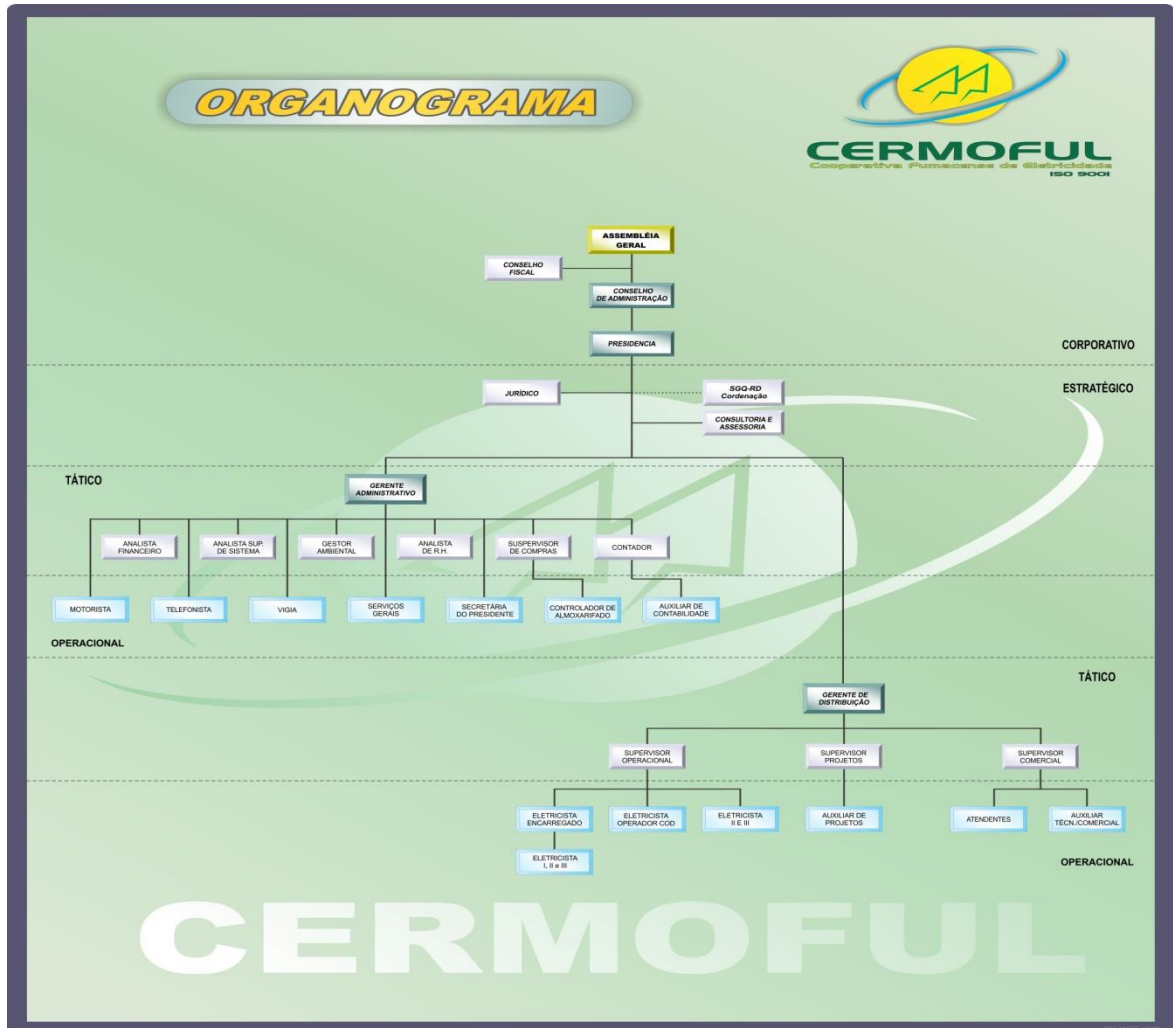 ORGANOGRAMA
CERMOFUL
Cooperativa Fumacense de Eletricidade
ISO 9001
ASSEMBLÉIA
GERAL
CONSELHO
FISCAL
CONSELHO
DE ADMINISTRAÇÃO
PRESIDENCIA
CORPORATIVO
ESTRATÉGICO
JURÍDICO
SGQ-RD
Cordenação
CONSULTORIA E
ASSESSORIA
TÁTICO
GERENTE
ADMINISTRATIVO
ANALISTA
FINANCEIRO
ANALISTA SUP.
DE SISTEMA
GESTOR
AMBIENTAL
ANALISTA
DE R.H.
SUSPERVISOR
DE COMPRAS
CONTADOR
MOTORISTA
TELEFONISTA
VIGIA
SERVIÇOS
GERAIS
SECRETÁRIA
DO PRESIDENTE
CONTROLADOR DE
ALMOXARIFADO
AUXILIAR DE
CONTABILIDADE
OPERACIONAL
TÁTICO
GERENTE DE
DISTRIBUIÇÃO
SUPERVISOR
OPERACIONAL
SUPERVISOR
PROJETOS
SUPERVISOR
COMERCIAL
ELETRICISTA
ENCARREGADO
ELETRICISTA
OPERADOR COD
ELETRICISTA
II E III
AUXILIAR DE
PROJETOS
ATENDENTES
AUXILIAR
TÉCN./COMERCIAL
ELETRICISTA
I, II e III
OPERACIONAL
CERMOFUL